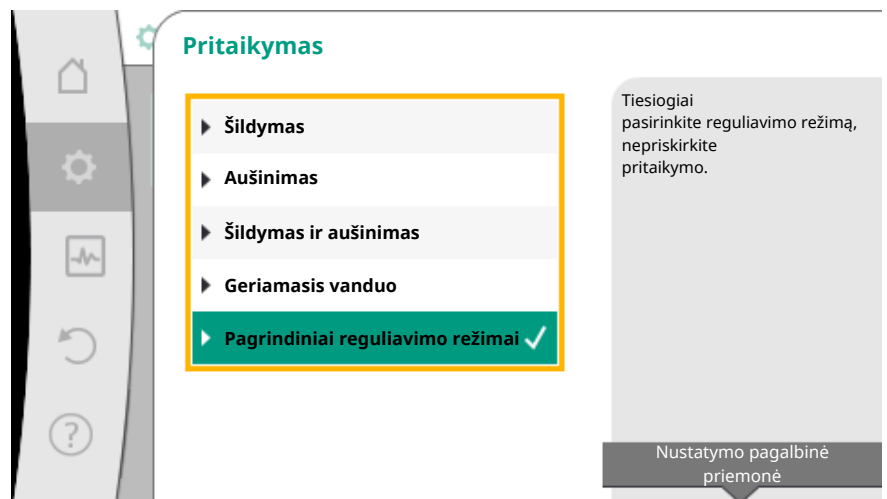 Pritaikymas
Šildymas
Aušinimas
Šildymas ir aušinimas
Geriamasis vanduo
Pagrindiniai reguliavimo režimai
Tiesiogiai
pasirinkite reguliavimo režimą,
nepriskirkite
pritaikymo.
Nustatymo pagalbinė
priemonė